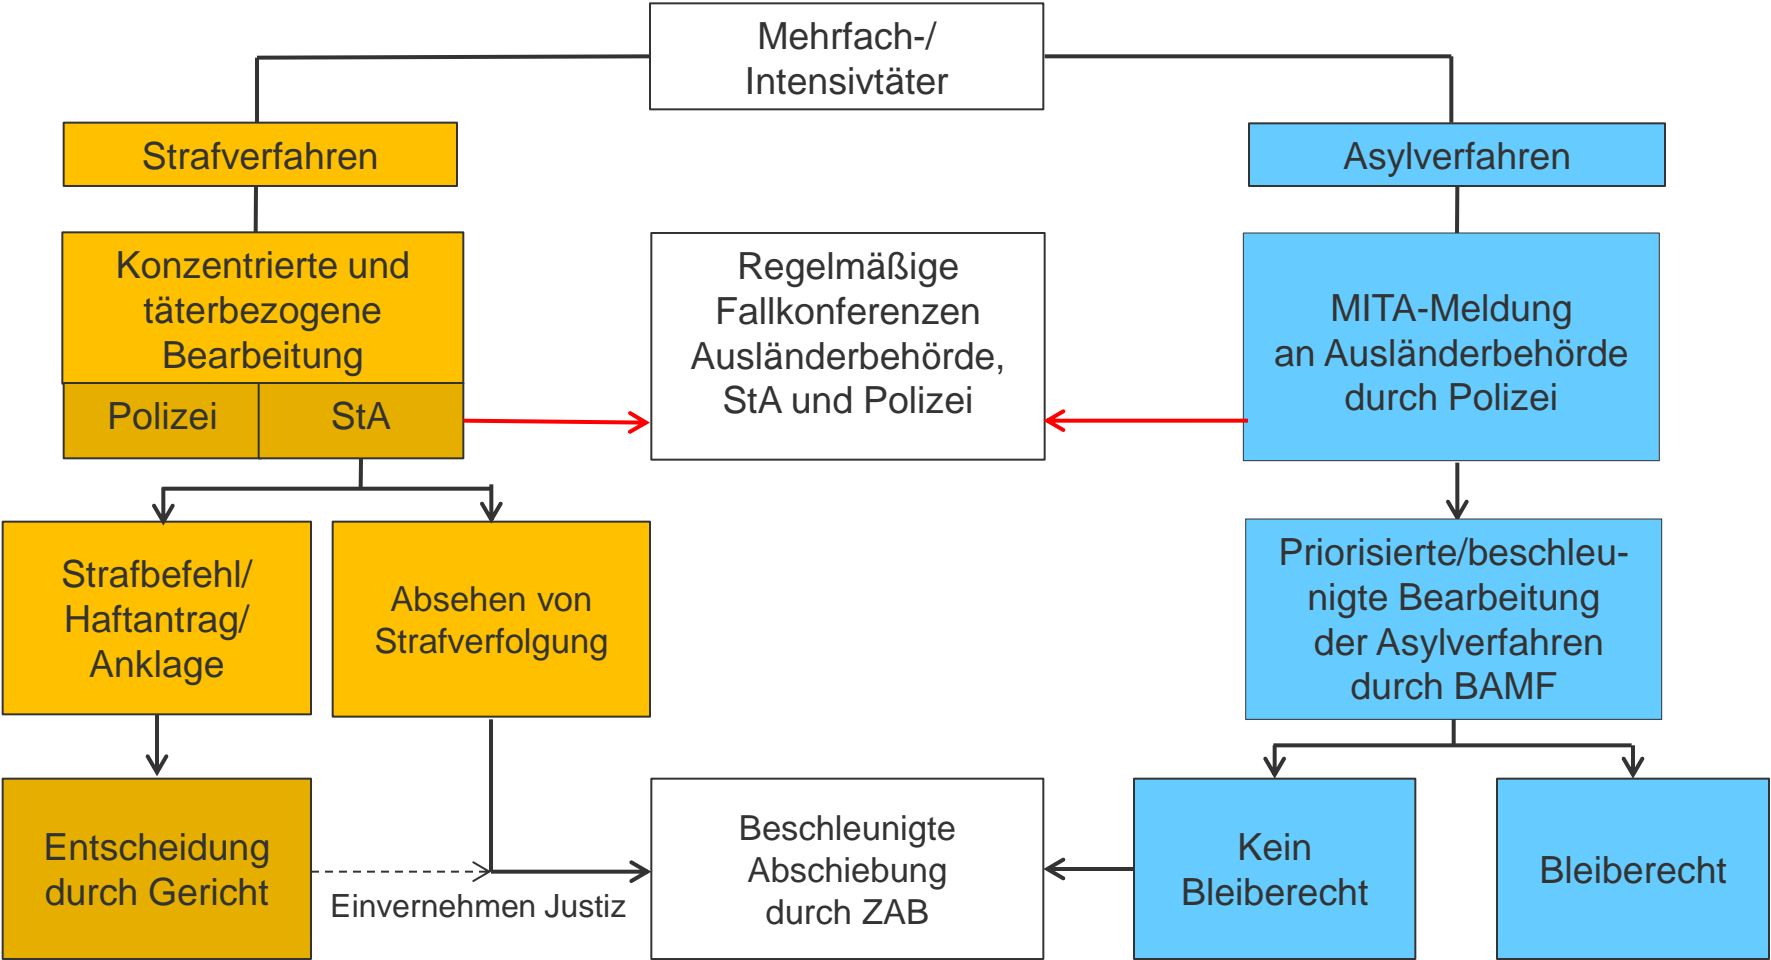 Mehrfach-/
Intensivtäter
Strafverfahren
Asylverfahren
Konzentrierte und
täterbezogene
Bearbeitung
Polizei
StA
Regelmäßige
Fallkonferenzen
Ausländerbehörde,
StA und Polizei
MITA-Meldung
an Ausländerbehörde
durch Polizei
Strafbefehl/
Haftantrag/
Anklage
Absehen von
Strafverfolgung
Priorisierte/beschleu-
nigte Bearbeitung
der Asylverfahren
durch BAMF
Entscheidung
durch Gericht
Einvernehmen Justiz
Beschleunigte
Abschiebung
durch ZAB
Kein
Bleiberecht
Bleiberecht